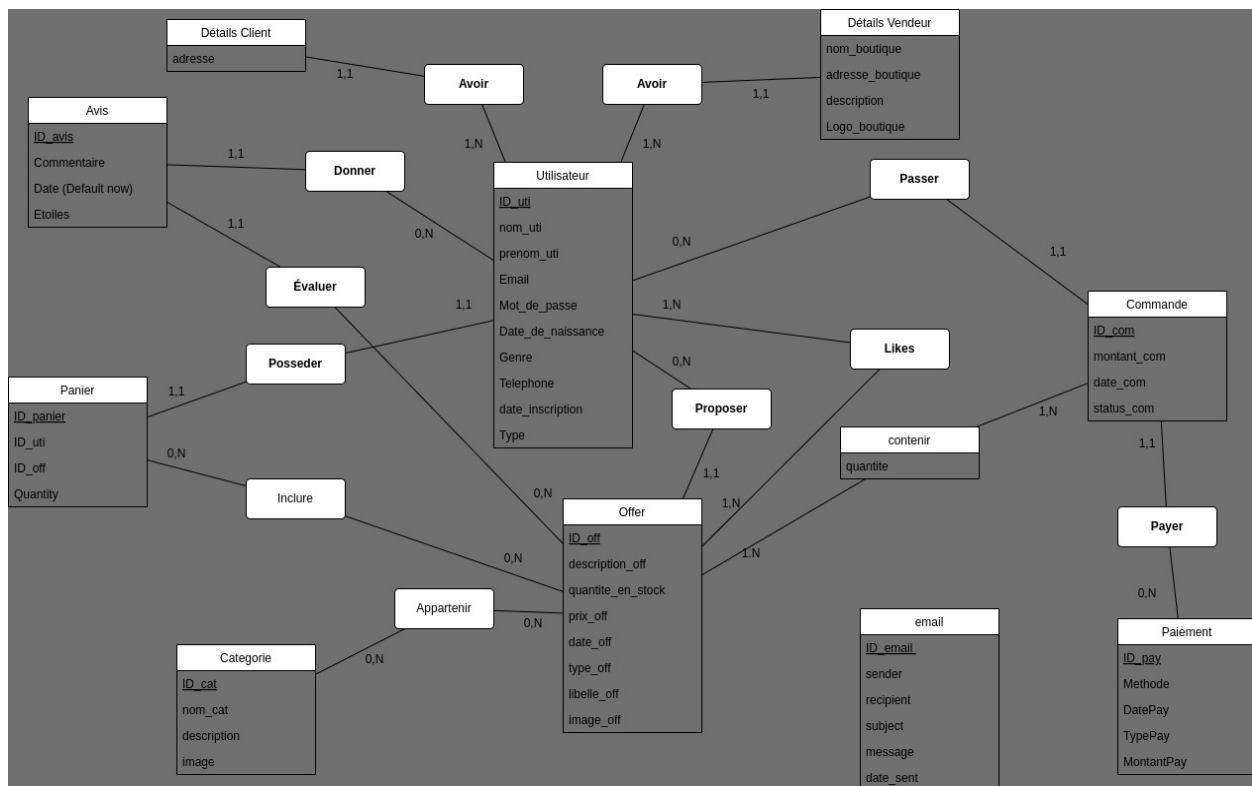 Détails Client
adresse
Avoir
Avoir
Détails Vendeur
nom_boutique
adresse_boutique
description
Logo_boutique
1,1
1,1
1,N
1,N
Avis
ID_avis
Commentaire
Date (Default now)
Etoiles
1,1
Donner
0,N
1,1
Évaluer
Utilisateur
ID_uti
nom_uti
prenom_uti
Email
Mot_de_passe
Date_de_naissance
Genre
Telephone
date_inscription
Type
Passer
0,N
1,1
1,1
Posseder
1,1
1,N
Likes
0,N
Proposer
1,1
Commande
ID_com
montant_com
date_com
status_com
1,N
1,1
contenir
quantite
Panier
ID_panier
ID_uti
ID_off
Quantity
0,N
Inclure
0,N
0,N
1,N
1.N
Offer
ID_off
description_off
quantite_en_stock
prix_off
date_off
type_off
libelle_off
image_off
Payer
0,N
Appartenir
0,N
0,N
Categorie
ID_cat
nom_cat
description
image
email
ID_email
sender
recipient
subject
message
date_sent
Paiement
ID_pay
Methode
DatePay
TypePay
MontantPay